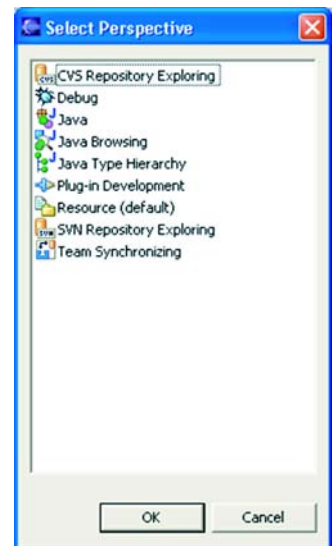 Select Perspective
CVS Repository Exploring
Debug
Java
Java Browsing
Java Type Hierarchy
Plug-in Development
Resource (default)
SVN Repository Exploring
Team Synchronizing
OK Cancel